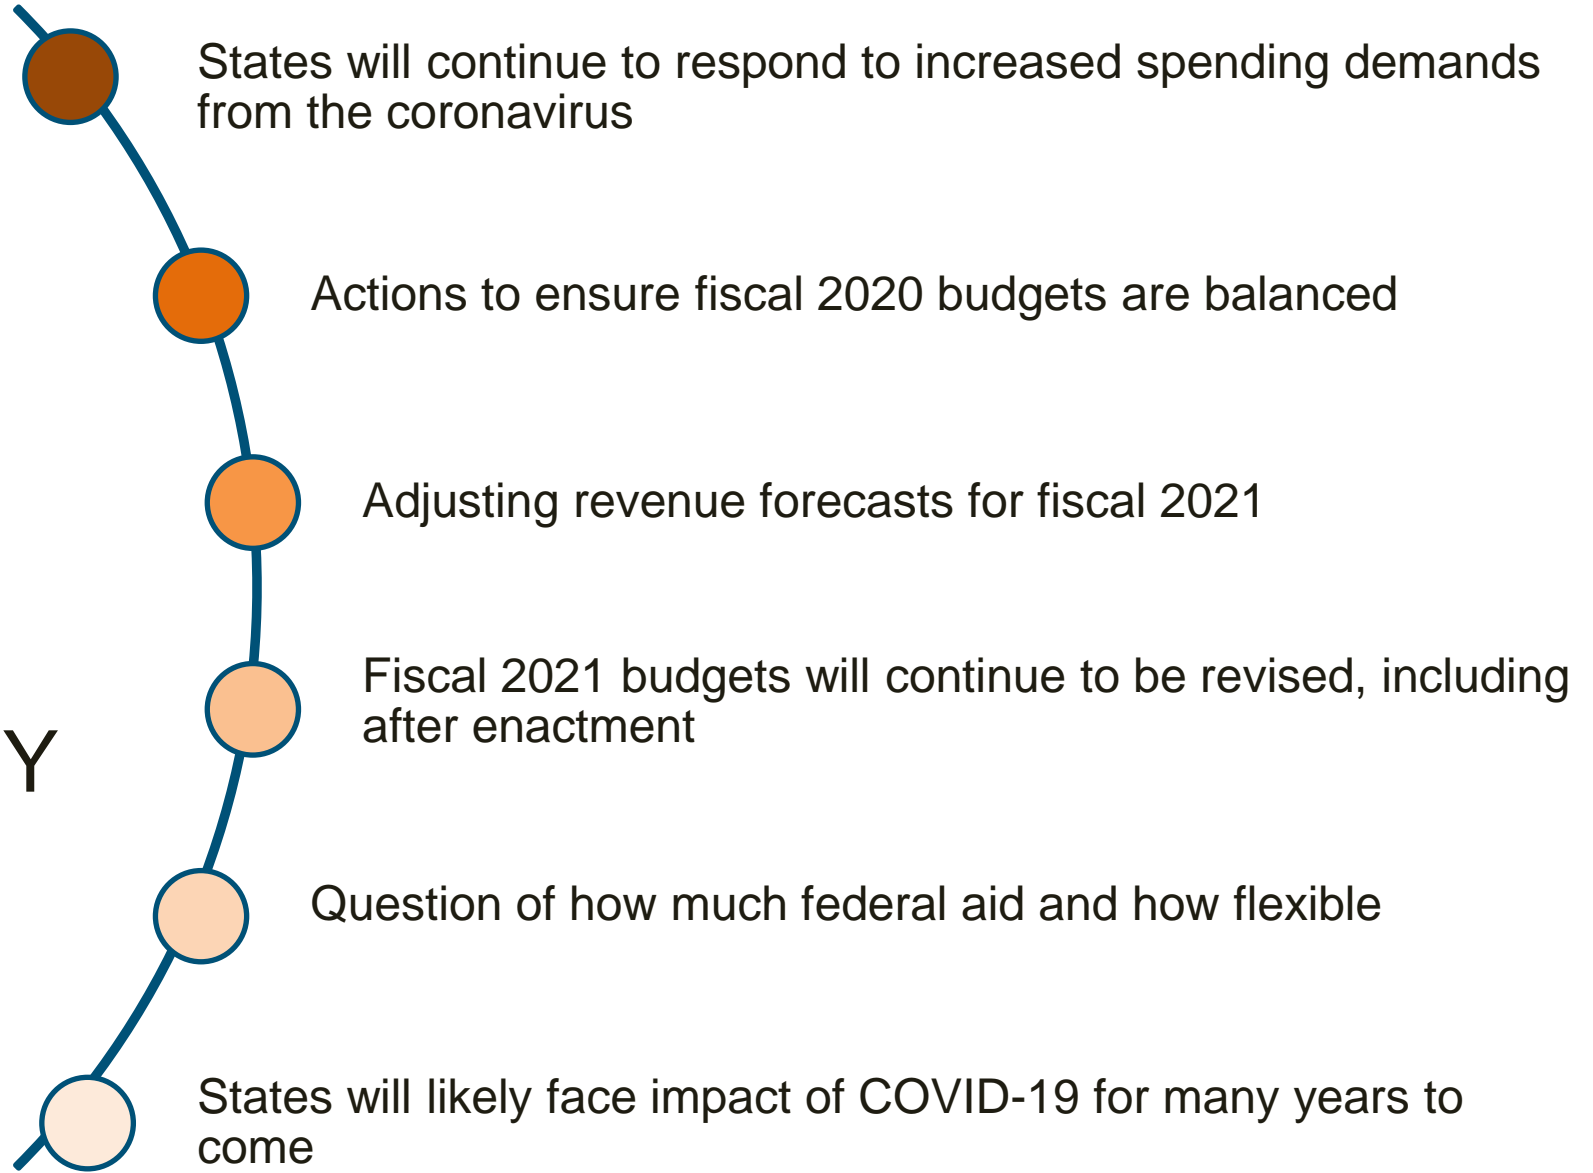 States will continue to respond to increased spending demands
from the coronavirus
Actions to ensure fiscal 2020 budgets are balanced
Adjusting revenue forecasts for fiscal 2021
Fiscal 2021 budgets will continue to be revised, including
after enactment
Y
Question of how much federal aid and how flexible
States will likely face impact of COVID-19 for many years to
come